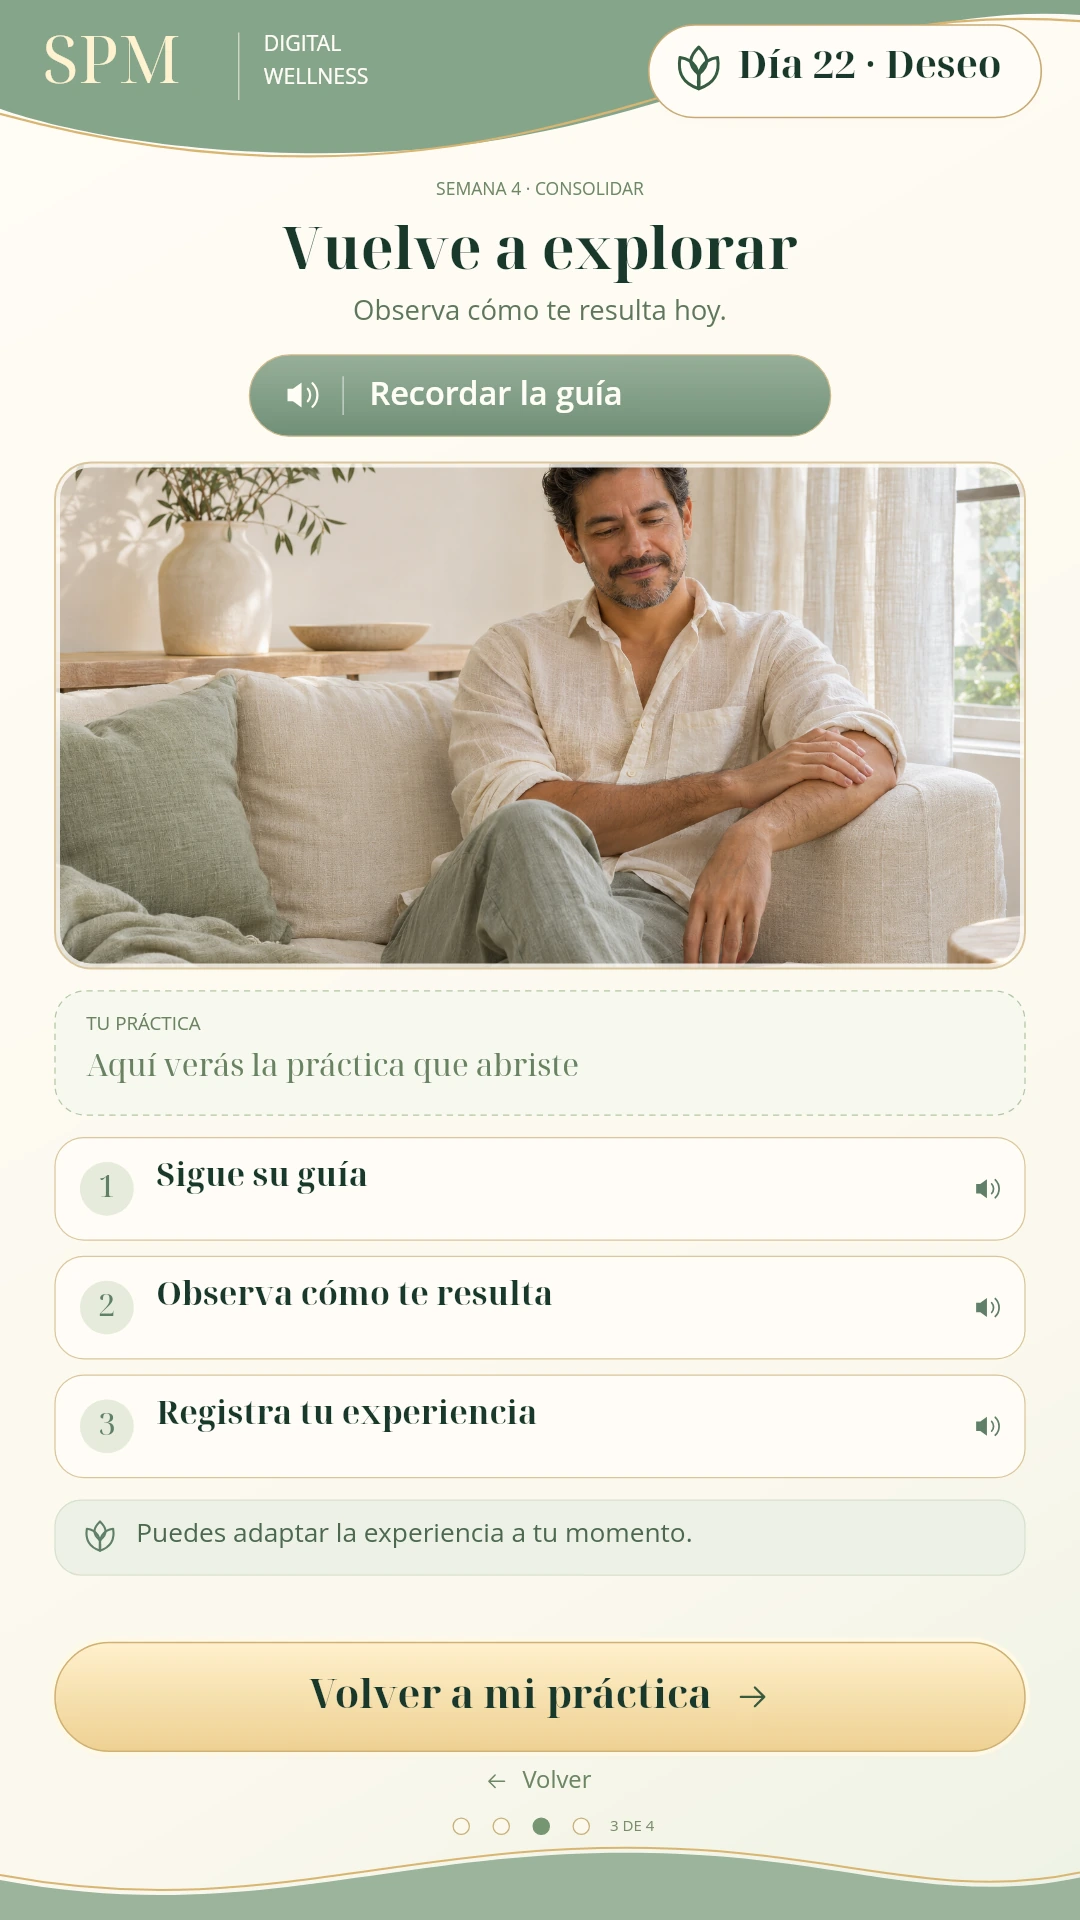 SPM
DIGITAL
WELLNESS
Día 22 · Deseo
SEMANA 4 · CONSOLIDAR
Vuelve a explorar
Observa cómo te resulta hoy.
Recordar la guía
TU PRÁCTICA
Aquí verás la práctica que abriste
1 Sigue su guía
2 Observa cómo te resulta
3 Registra tu experiencia
Puedes adaptar la experiencia a tu momento.
Volver a mi práctica →
← Volver
3 DE 4